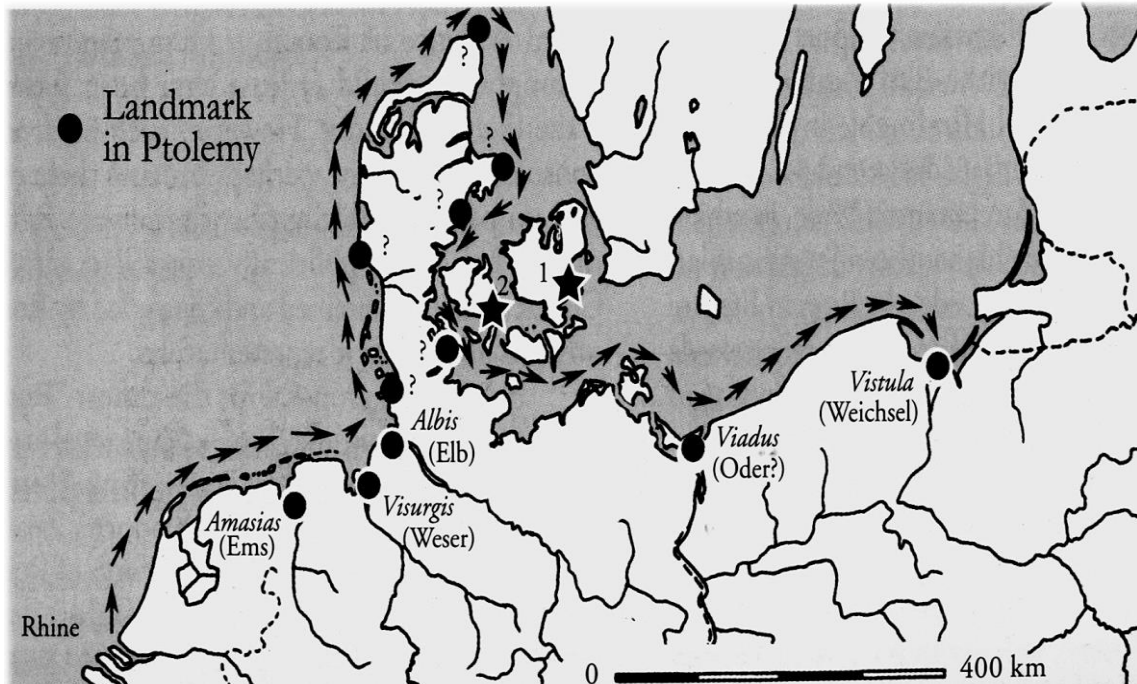 Landmark
in Ptolemy
?
?
?
?
1
2
?
?
Albis
(Elb)
Amasias
(Ems)
Visurgis
(Weser)
Viadus
(Oder?)
Vistula
(Weichsel)
Rhine
0
400 km